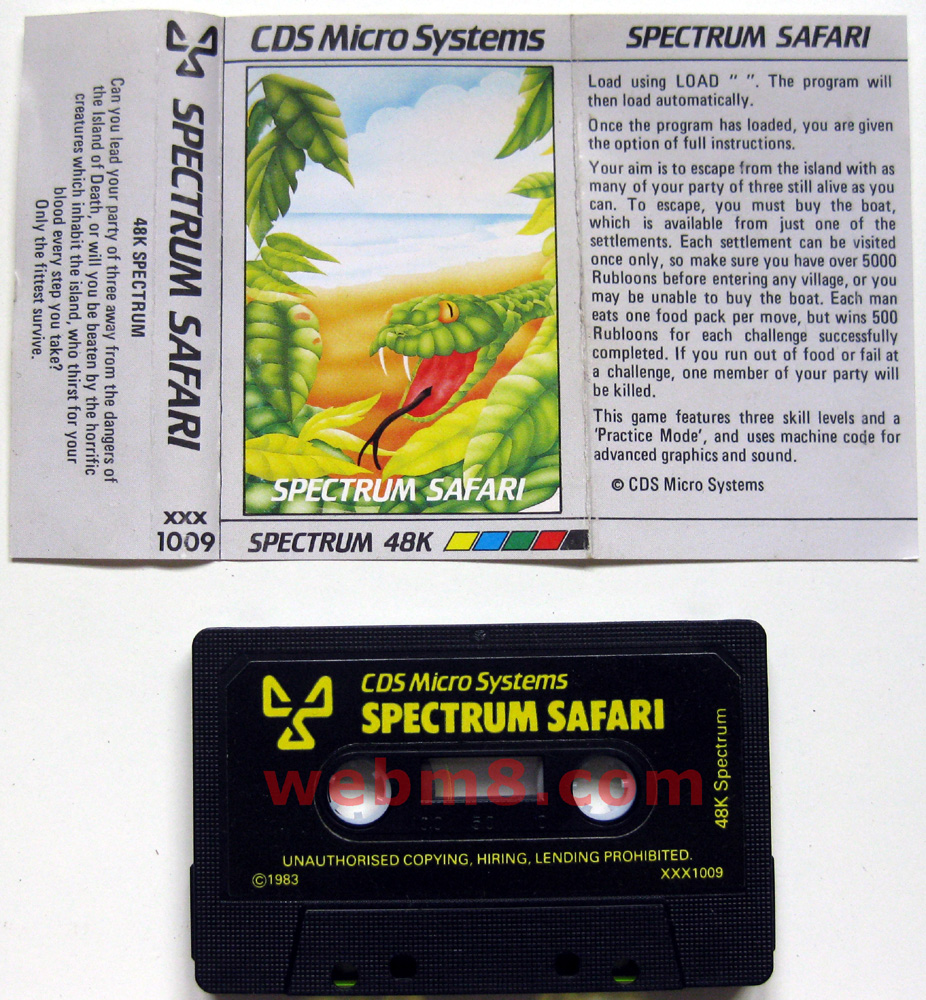 48K SPECTRUM
Can you lead your party of three away from the dangers of
the Island of Death, or will you be beaten by the horrific
creatures which inhabit the island, who thirst for your
blood every step you take?
Only the fittest survive.
SPECTRUM SAFARI
XXX
1009
CDS Micro Systems
SPECTRUM SAFARI
SPECTRUM 48K
SPECTRUM SAFARI
Load using LOAD " ". The program will
then load automatically.
Once the program has loaded, you are given
the option of full instructions.
Your aim is to escape from the island with as
many of your party of three still alive as you
can. To escape, you must buy the boat,
which is available from just one of the
settlements. Each settlement can be visited
once only, so make sure you have over 5000
Rubloons before entering any village, or you
may be unable to buy the boat. Each man
eats one food pack per move, but wins 500
Rubloons for each challenge successfully
completed. If you run out of food or fail at
a challenge, one member of your party will
be killed.
This game features three skill levels and a
'Practice Mode', and uses machine code for
advanced graphics and sound.
© CDS Micro Systems
CDS Micro Systems
SPECTRUM SAFARI
48K Spectrum
webm8.com
50 0
UNAUTHORISED COPYING, HIRING, LENDING PROHIBITED.
©1983
XXX1009